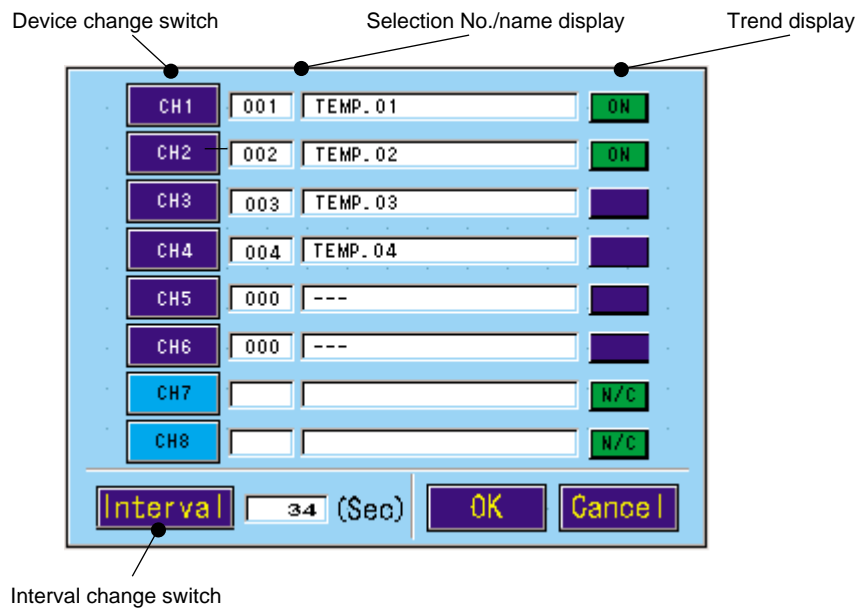 Device change switch Selection No./name display Trend display
CH1 001 TEMP.01 ON
CH2 002 TEMP.02 ON
CH3 003 TEMP.03
CH4 004 TEMP.04
CH5 000 ---
CH6 000 ---
CH7 N/C
CH8 N/C
Interval 34 (Sec) OK Cancel
Interval change switch